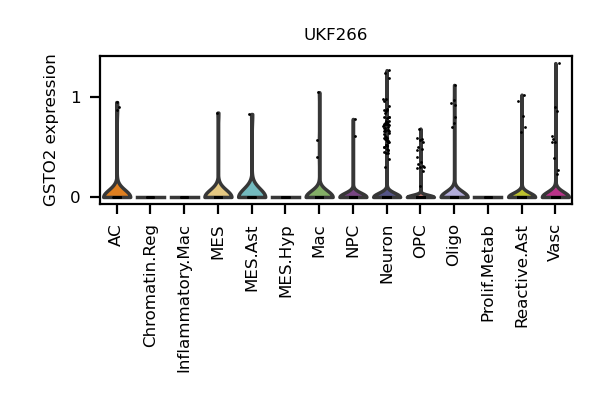 UKF266
GSTO2 expression
1
0
AC
Chromatin.Reg
Inflammatory.Mac
MES
MES.Ast
MES.Hyp
Mac
NPC
Neuron
OPC
Oligo
Prolif.Metab
Reactive.Ast
Vasc